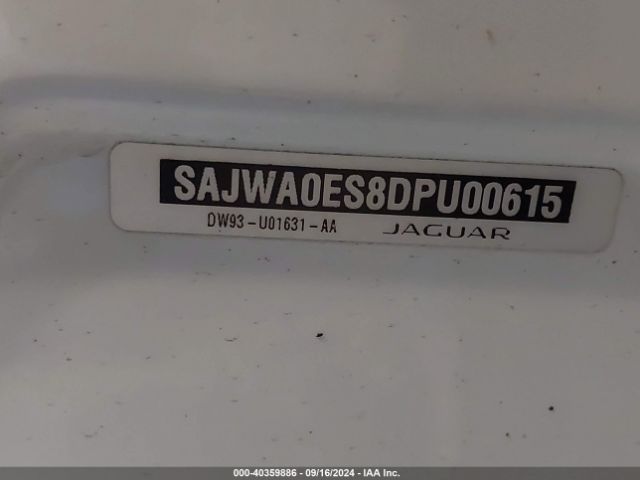 SAJWA0ES8DPU00615
DW93-U01631-AA JAGUAR
000-40359886 - 09/16/2024 - IAA Inc.